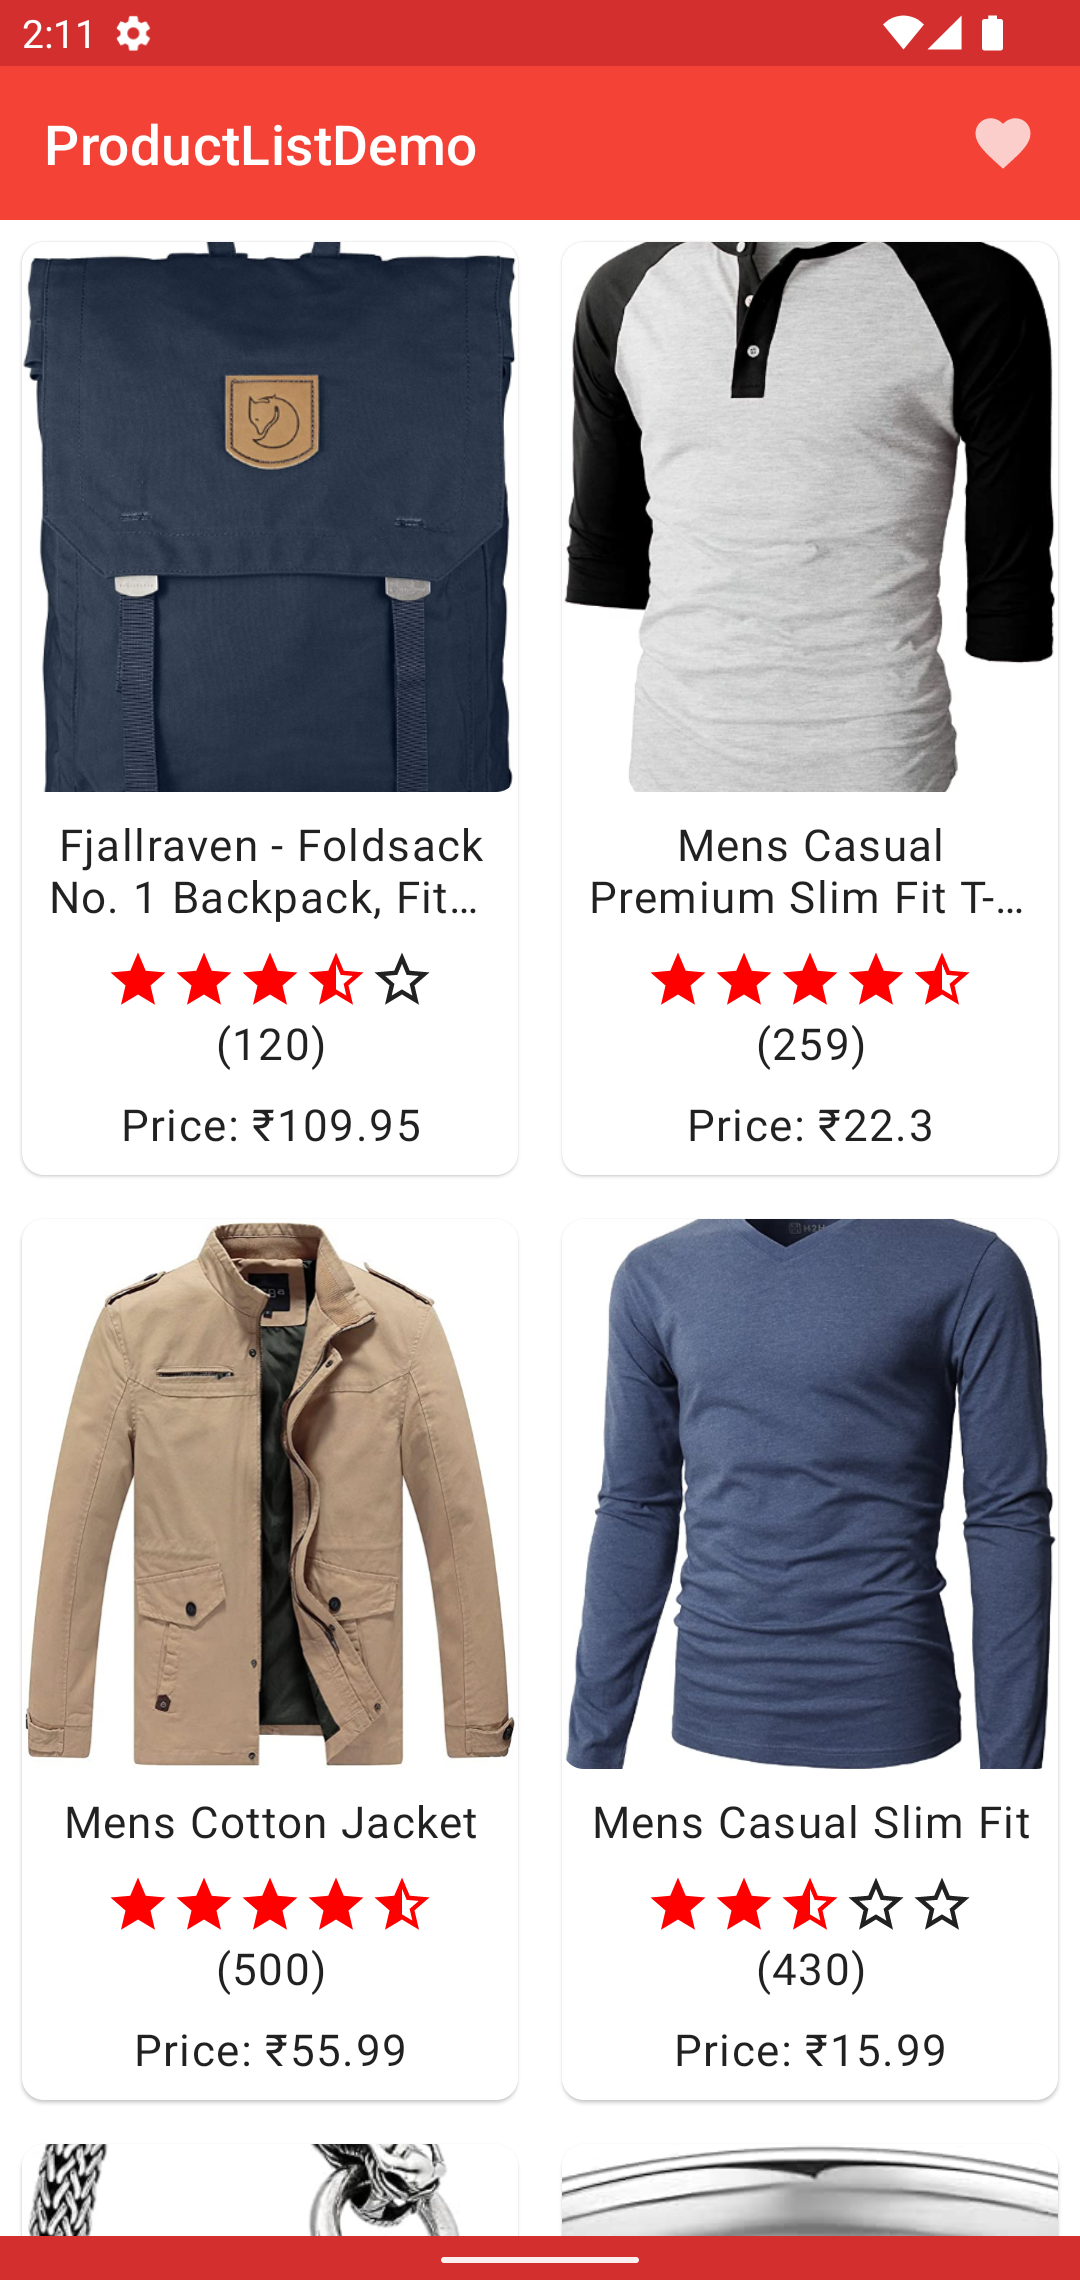 2:11
ProductListDemo
Fjallraven - Foldsack
No. 1 Backpack, Fit…
(120)
Price: ₹109.95
Mens Casual
Premium Slim Fit T-…
(259)
Price: ₹22.3
Mens Cotton Jacket
(500)
Price: ₹55.99
Mens Casual Slim Fit
(430)
Price: ₹15.99